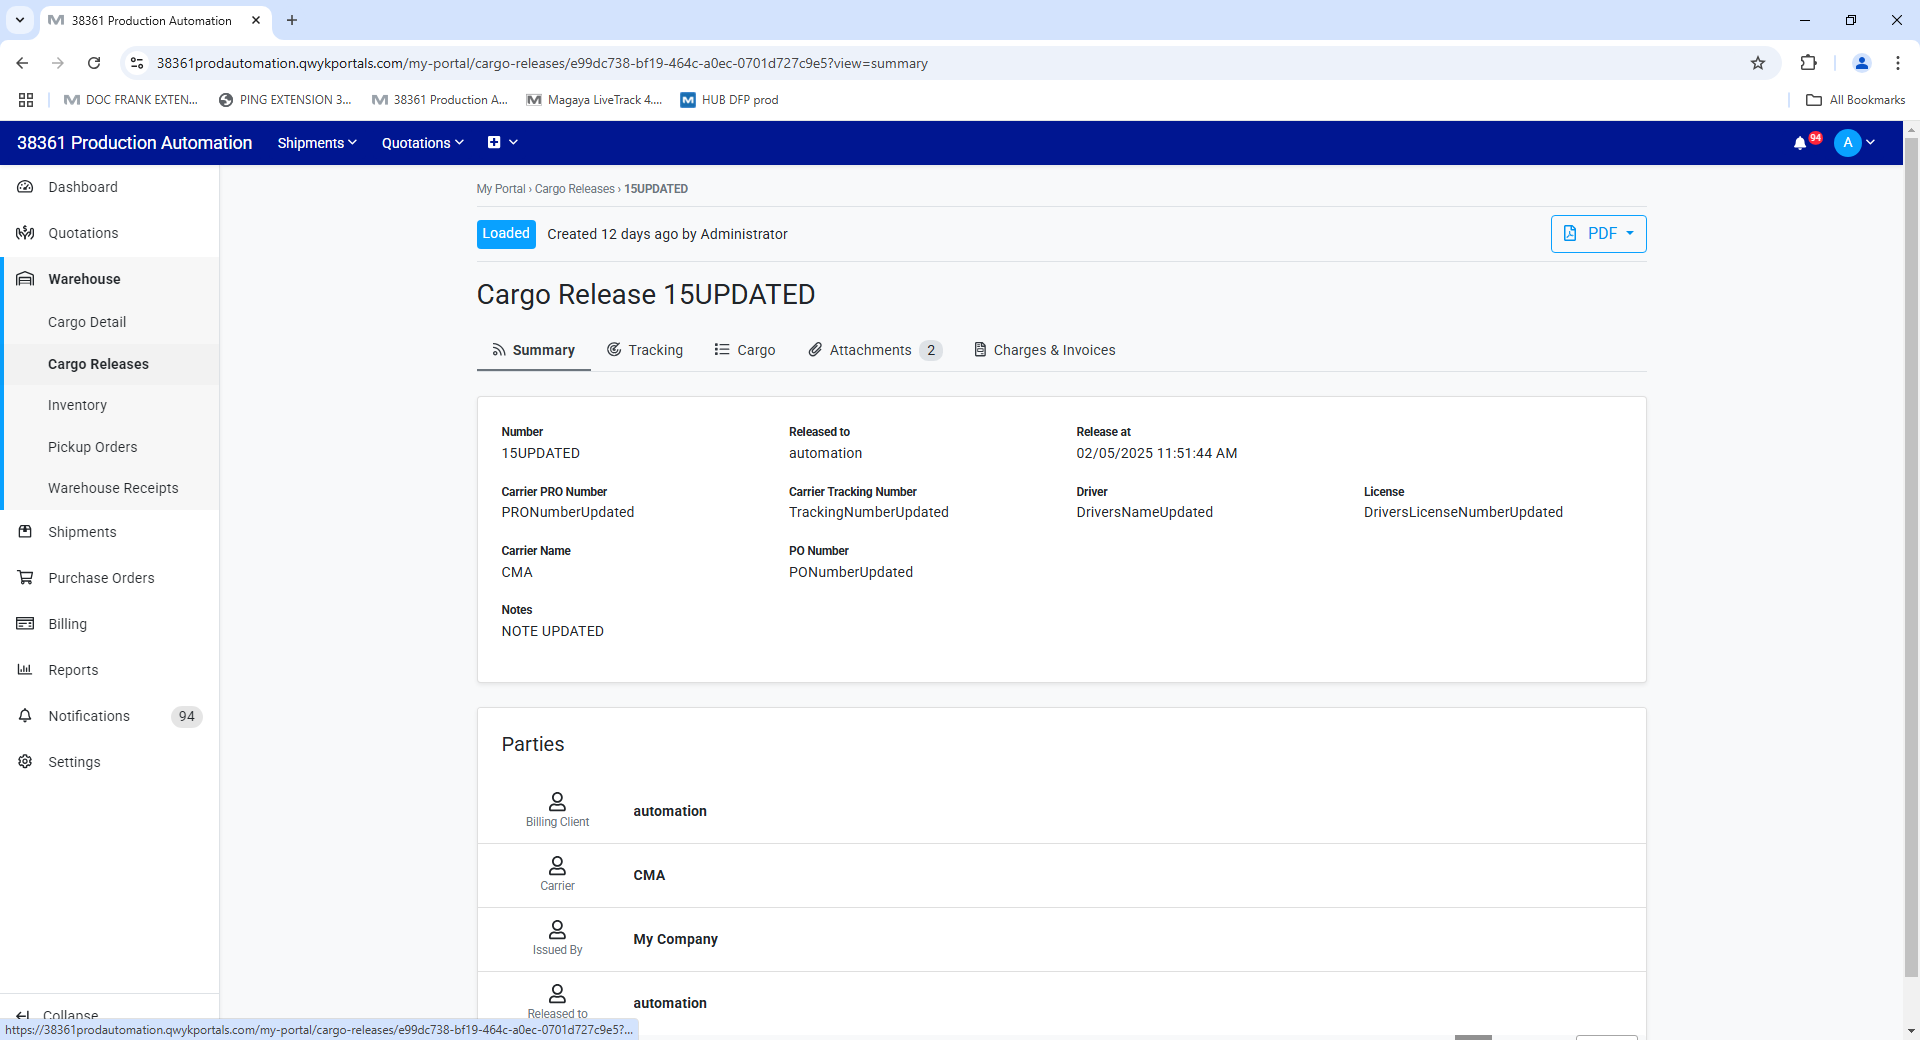 38361 Production Automation
38361prodautomation.qwykportals.com/my-portal/cargo-releases/e99dc738-bf19-464c-a0ec-0701d727c9e5?view=summary
DOC FRANK EXTEN...
PING EXTENSION 3...
38361 Production A...
Magaya LiveTrack 4....
HUB DFP prod
All Bookmarks
38361 Production Automation
Shipments
Quotations
94
A
Dashboard
Quotations
Warehouse
Cargo Detail
Cargo Releases
Inventory
Pickup Orders
Warehouse Receipts
Shipments
Purchase Orders
Billing
Reports
Notifications 94
Settings
Collapse
My Portal › Cargo Releases › 15UPDATED
Loaded Created 12 days ago by Administrator
PDF
Cargo Release 15UPDATED
Summary
Tracking
Cargo
Attachments 2
Charges & Invoices
Number
15UPDATED
Released to
automation
Release at
02/05/2025 11:51:44 AM
Carrier PRO Number
PRONumberUpdated
Carrier Tracking Number
TrackingNumberUpdated
Driver
DriversNameUpdated
License
DriversLicenseNumberUpdated
Carrier Name
CMA
PO Number
PONumberUpdated
Notes
NOTE UPDATED
Parties
Billing Client
automation
Carrier
CMA
Issued By
My Company
Released to
automation
https://38361prodautomation.qwykportals.com/my-portal/cargo-releases/e99dc738-bf19-464c-a0ec-0701d727c9e5?...